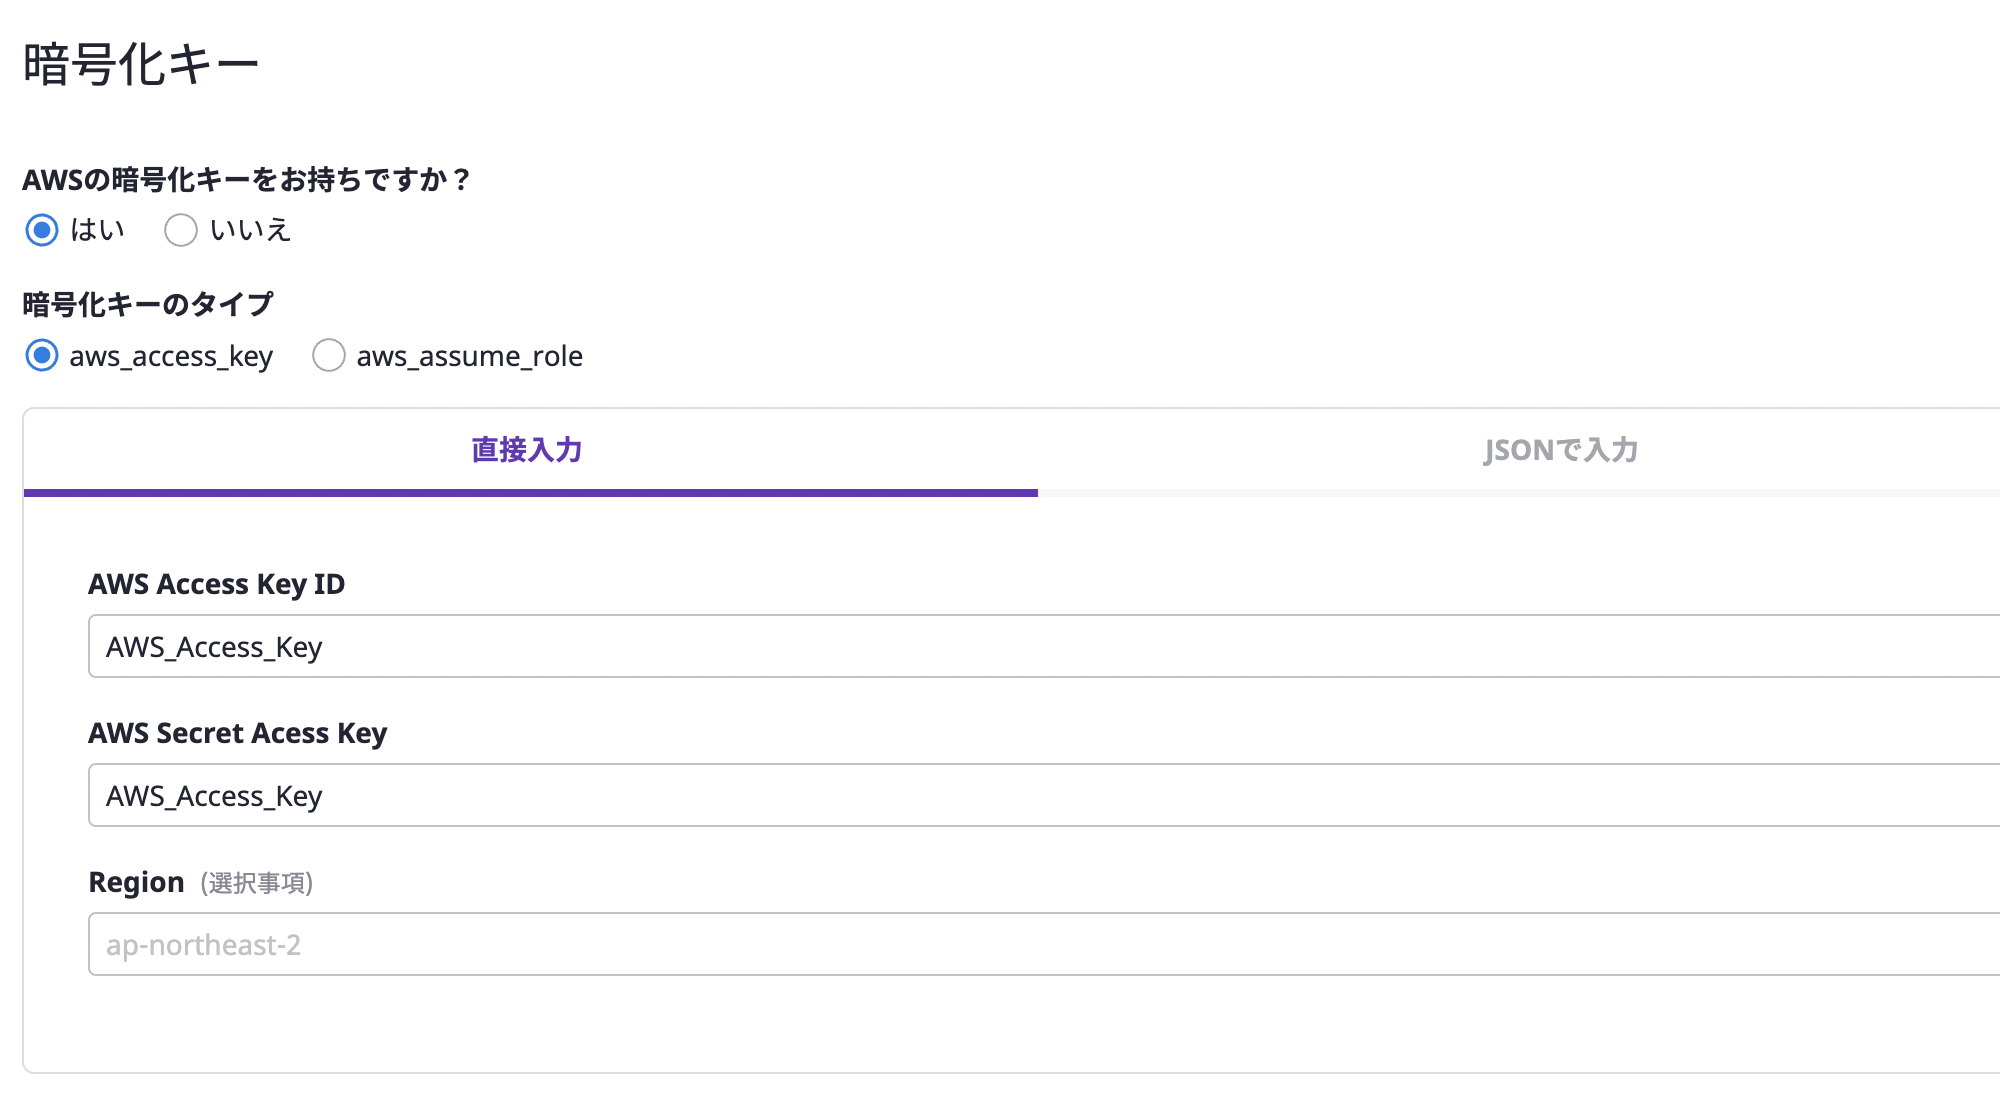 暗号化キー
AWSの暗号化キーをお持ちですか？
はい いいえ
暗号化キーのタイプ
aws_access_key aws_assume_role
直接入力 JSONで入力
AWS Access Key ID
AWS_Access_Key
AWS Secret Acess Key
AWS_Access_Key
Region (選択事項)
ap-northeast-2